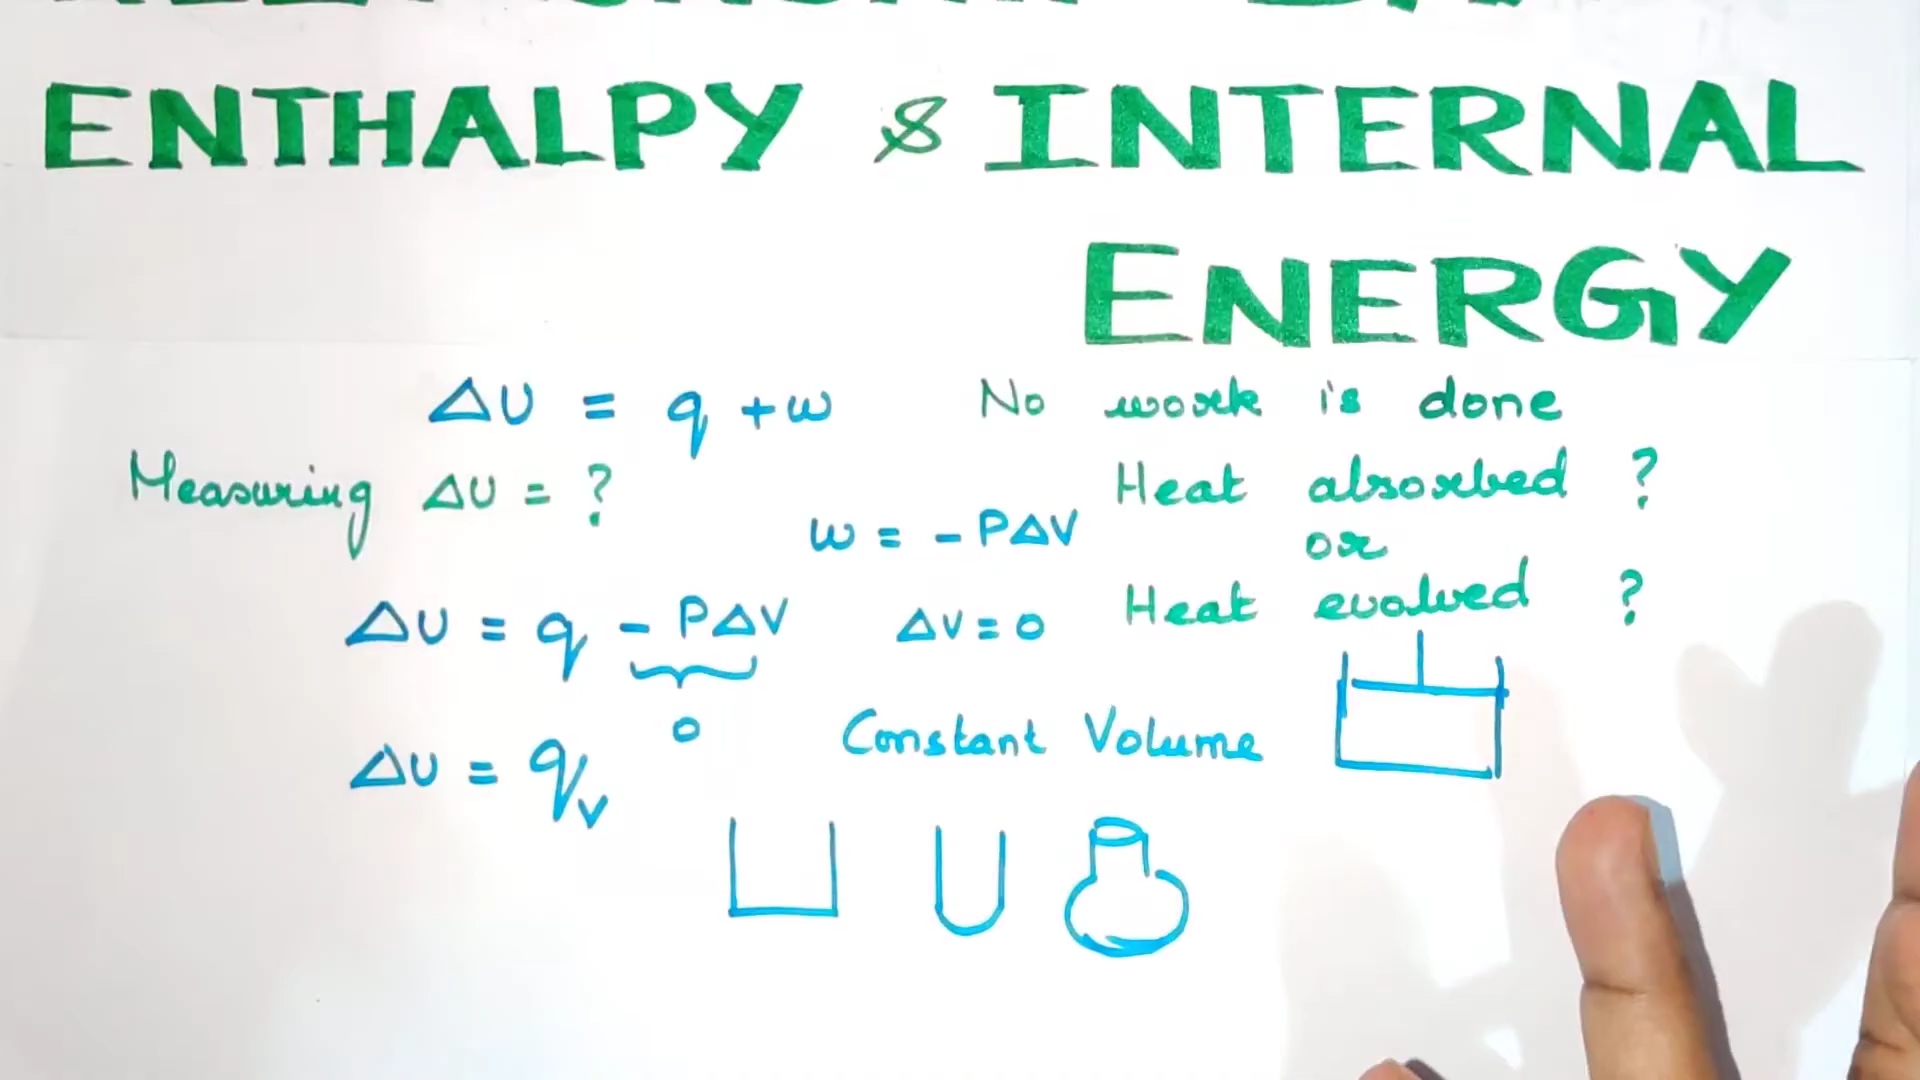 ENTHALPY & INTERNAL
ENERGY
ΔU = q + w
No work is done
Measuring ΔU = ?
Heat absorbed ?
w = - PΔV
or
ΔU = q - PΔV
ΔV = 0
Heat evolved ?
0
Constant Volume
ΔU = qᵥ